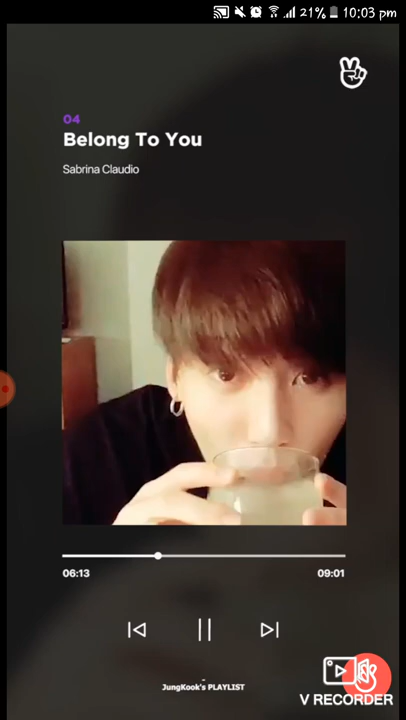 21% 10:03 pm
04
Belong To You
Sabrina Claudio
06:13 09:01
JungKook's PLAYLIST
V RECORDER